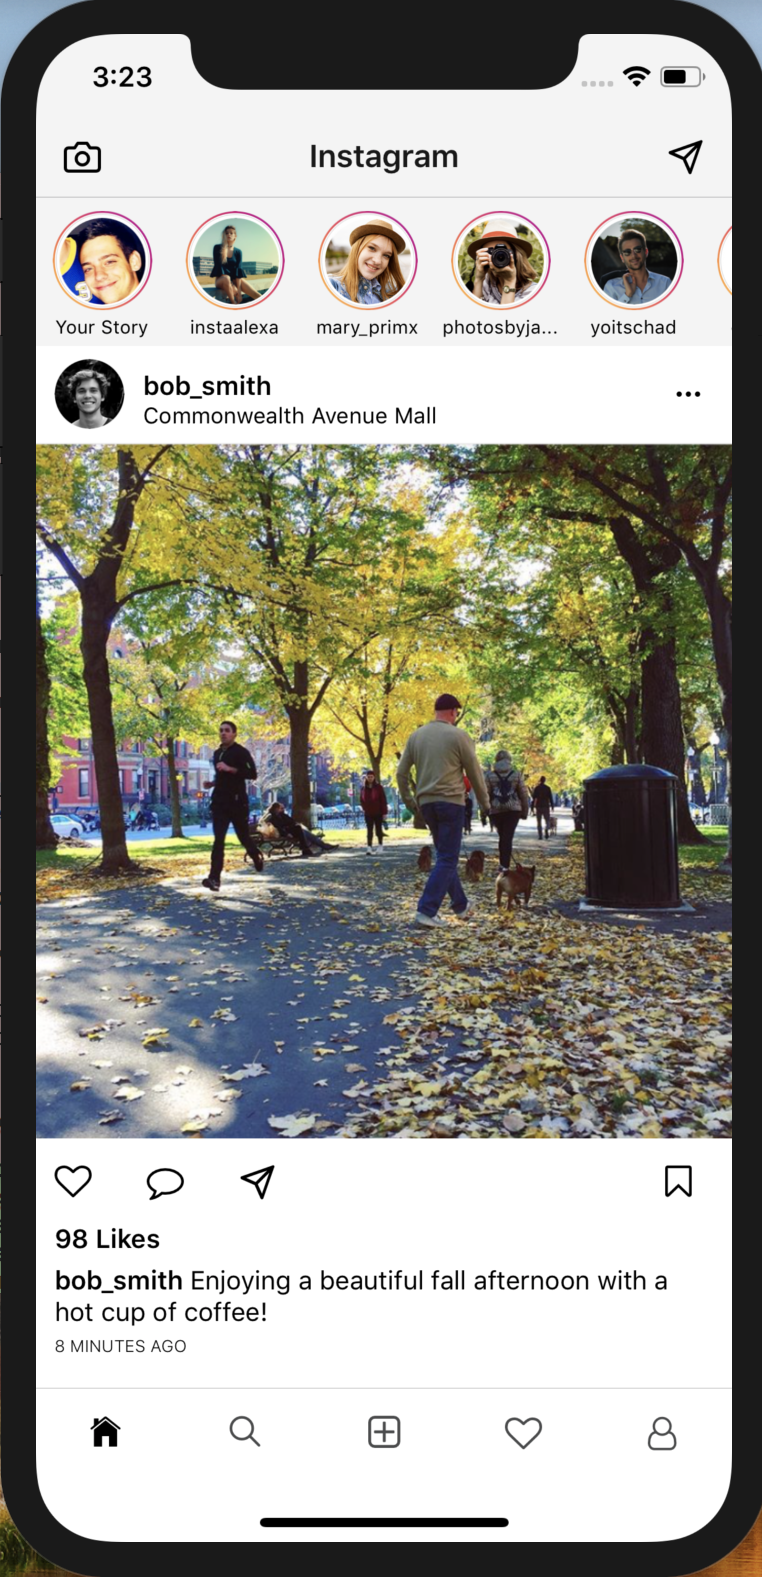 3:23
Instagram
Your Story
instaalexa
mary_primx
photosbyja...
yoitschad
bob_smith
Commonwealth Avenue Mall
98 Likes
bob_smith Enjoying a beautiful fall afternoon with a
hot cup of coffee!
8 MINUTES AGO